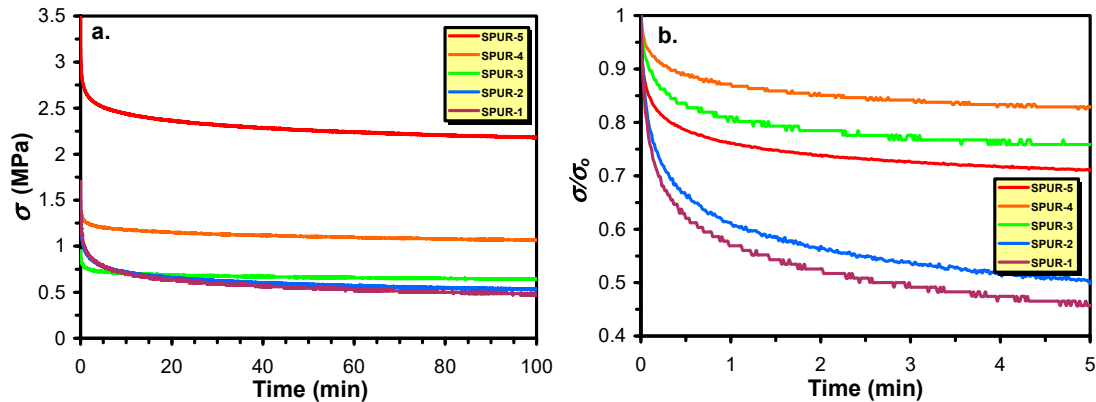 a.
3.5
3
2.5
2
1.5
1
0.5
0
σ (MPa)
0 20 40 60 80 100
Time (min)
SPUR-5
SPUR-4
SPUR-3
SPUR-2
SPUR-1
b.
1
0.9
0.8
0.7
0.6
0.5
0.4
σ/σo
0 1 2 3 4 5
Time (min)
SPUR-5
SPUR-4
SPUR-3
SPUR-2
SPUR-1